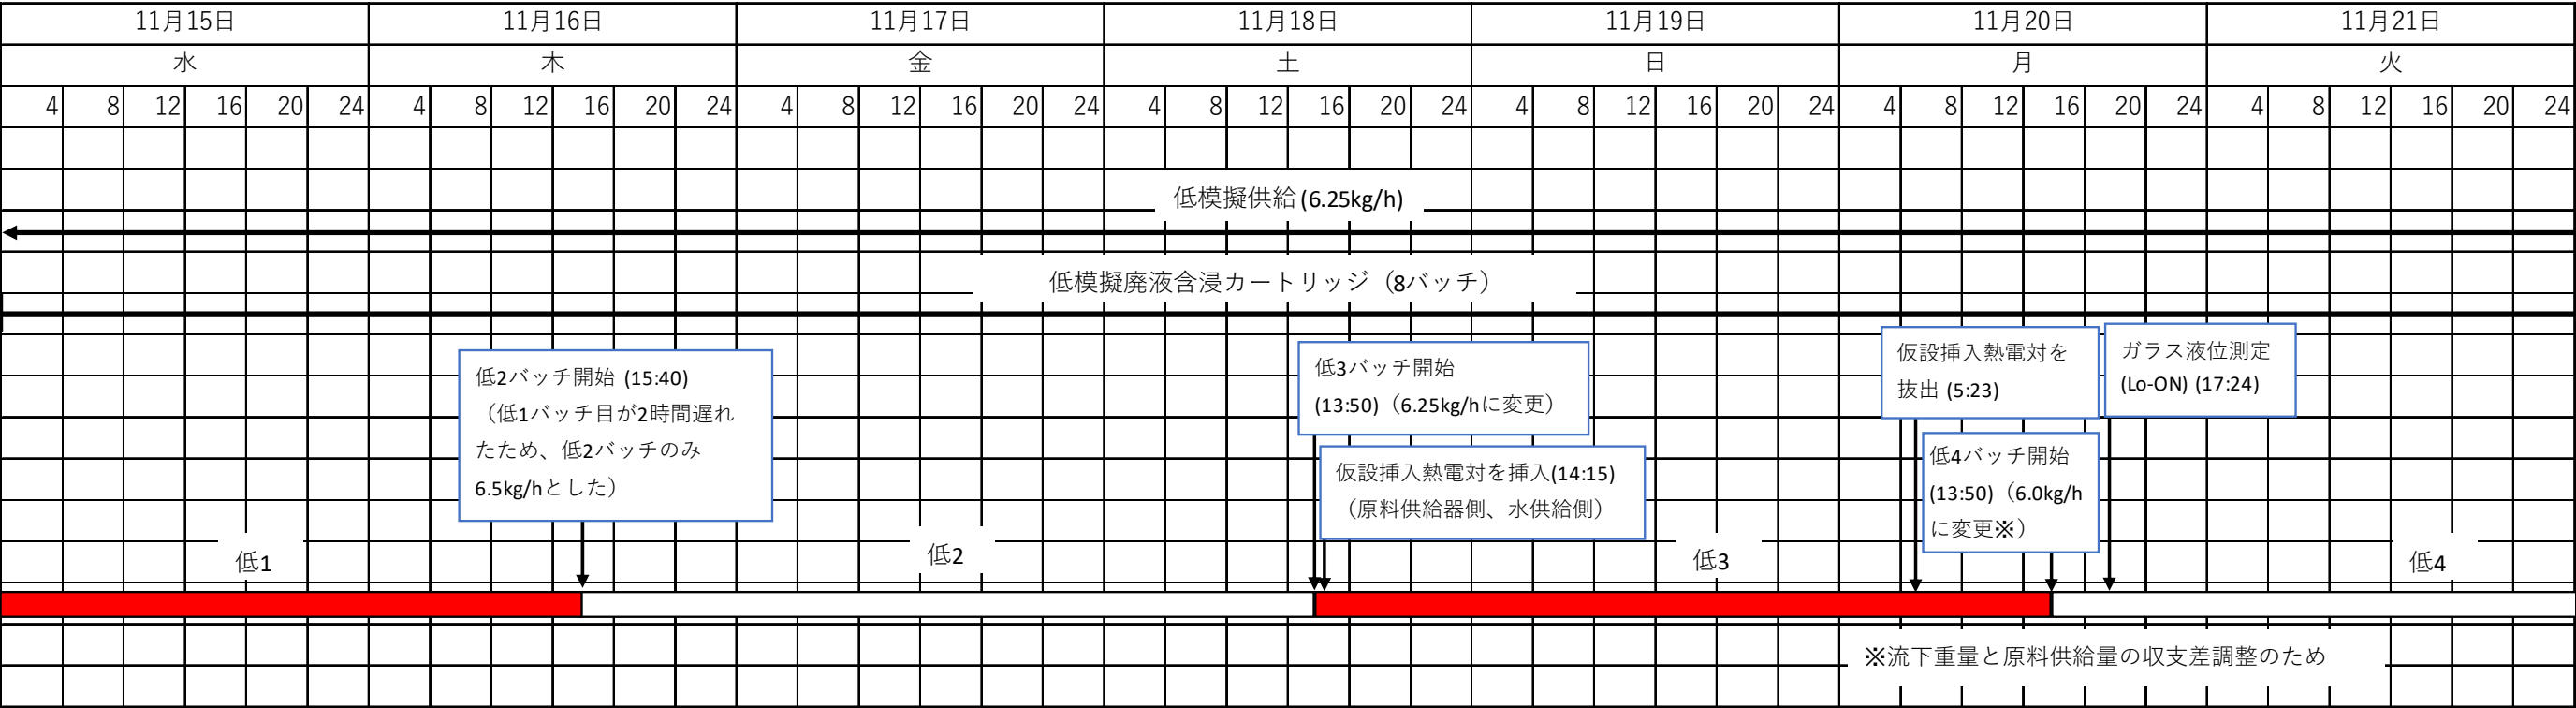 11月15日 11月16日 11月17日 11月18日 11月19日 11月20日 11月21日
水 木 金 土 日 月 火
4 8 12 16 20 24 4 8 12 16 20 24 4 8 12 16 20 24 4 8 12 16 20 24 4 8 12 16 20 24 4 8 12 16 20 24 4 8 12 16 20 24
低模擬供給(6.25kg/h)
低模擬廃液含浸カートリッジ（8バッチ）
低2バッチ開始 (15:40)
（低1バッチ目が2時間遅れ
たため、低2バッチのみ
6.5kg/hとした）
低3バッチ開始
(13:50)（6.25kg/hに変更）
仮設挿入熱電対を挿入(14:15)
（原料供給器側、水供給側）
仮設挿入熱電対を
抜出 (5:23)
ガラス液位測定
(Lo-ON) (17:24)
低4バッチ開始
(13:50)（6.0kg/h
に変更※）
低1 低2 低3 低4
※流下重量と原料供給量の収支差調整のため